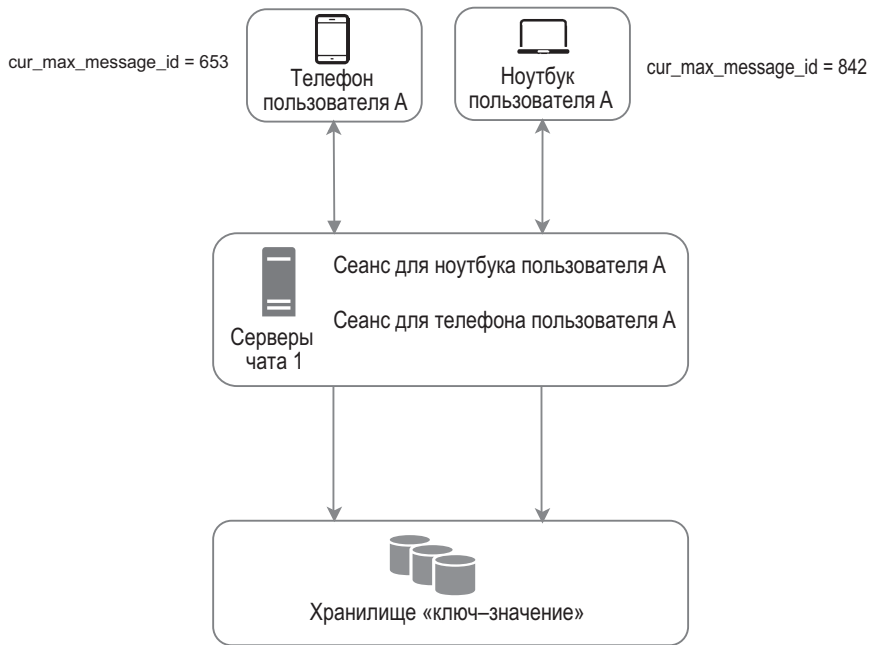 cur_max_message_id = 653
Телефон
пользователя А
Ноутбук
пользователя А
cur_max_message_id = 842
Серверы
чата 1
Сеанс для ноутбука пользователя А
Сеанс для телефона пользователя А
Хранилище «ключ–значение»